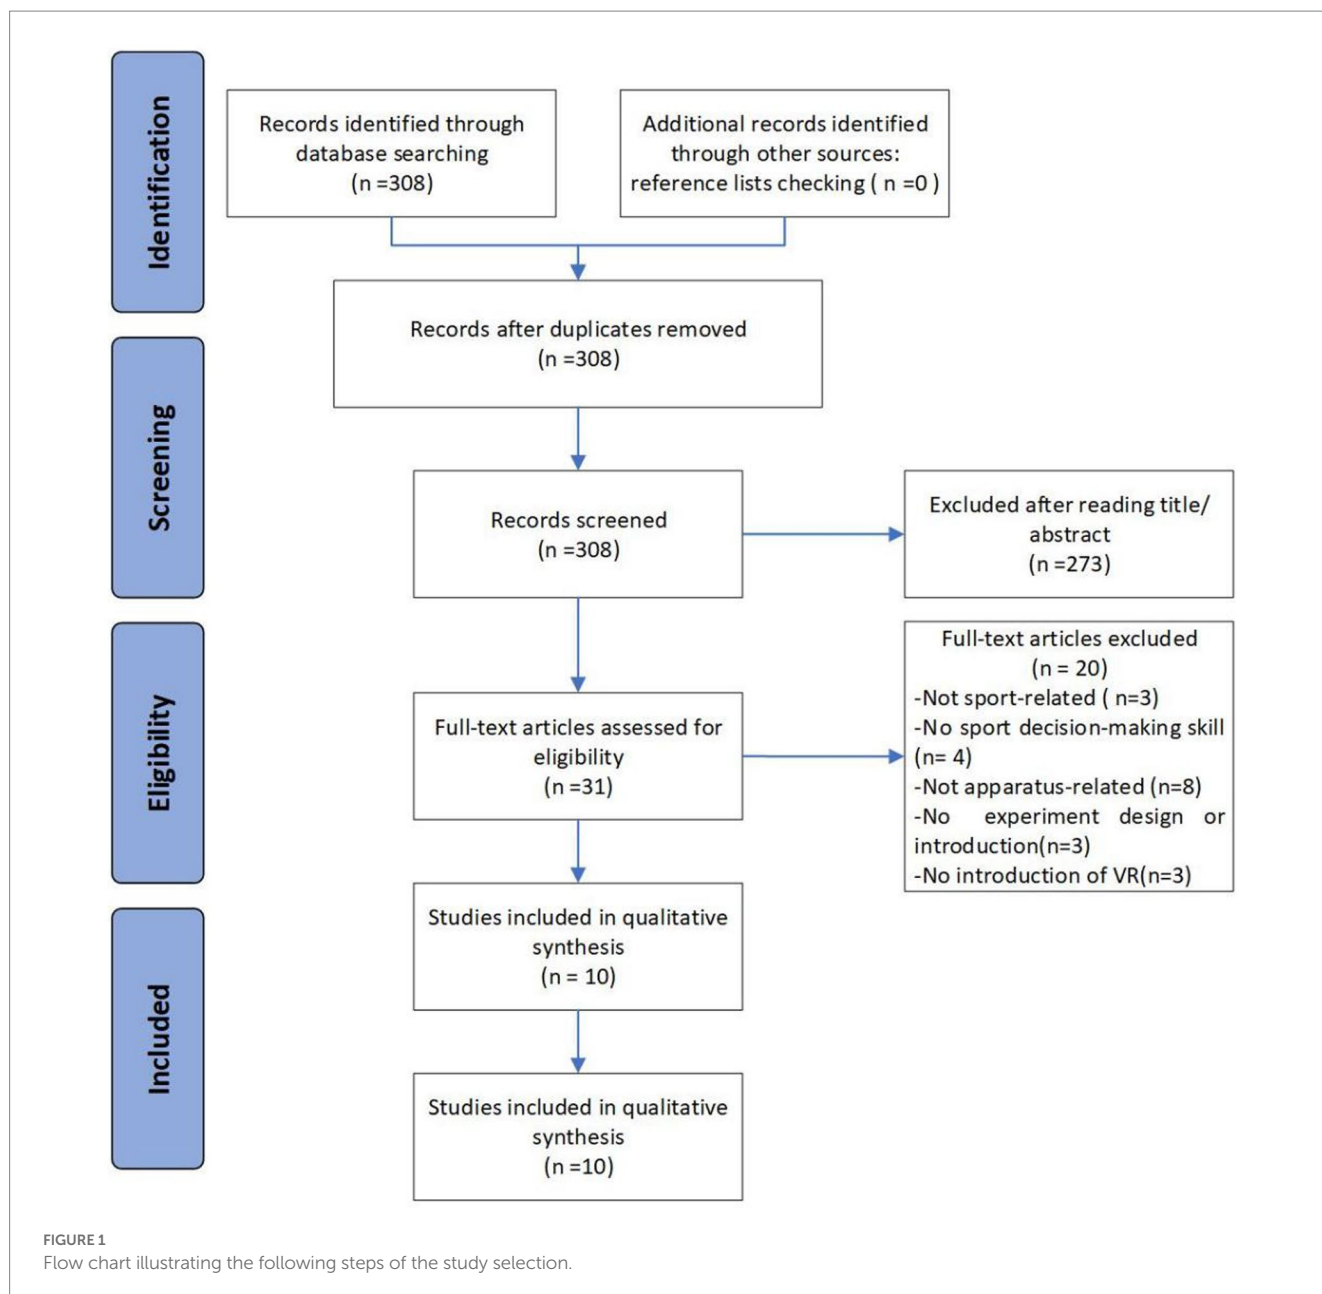 Identification
Records identified through
database searching
(n =308)
Additional records identified
through other sources:
reference lists checking ( n =0 )
Records after duplicates removed
(n =308)
Screening
Records screened
(n =308)
Excluded after reading title/
abstract
(n =273)
Eligibility
Full-text articles assessed for
eligibility
(n =31)
Full-text articles excluded
(n = 20)
-Not sport-related ( n=3)
-No sport decision-making skill
(n= 4)
-Not apparatus-related (n=8)
-No experiment design or
introduction(n=3)
-No introduction of VR(n=3)
Included
Studies included in qualitative
synthesis
(n = 10)
Studies included in qualitative
synthesis
(n =10)
FIGURE 1
Flow chart illustrating the following steps of the study selection.